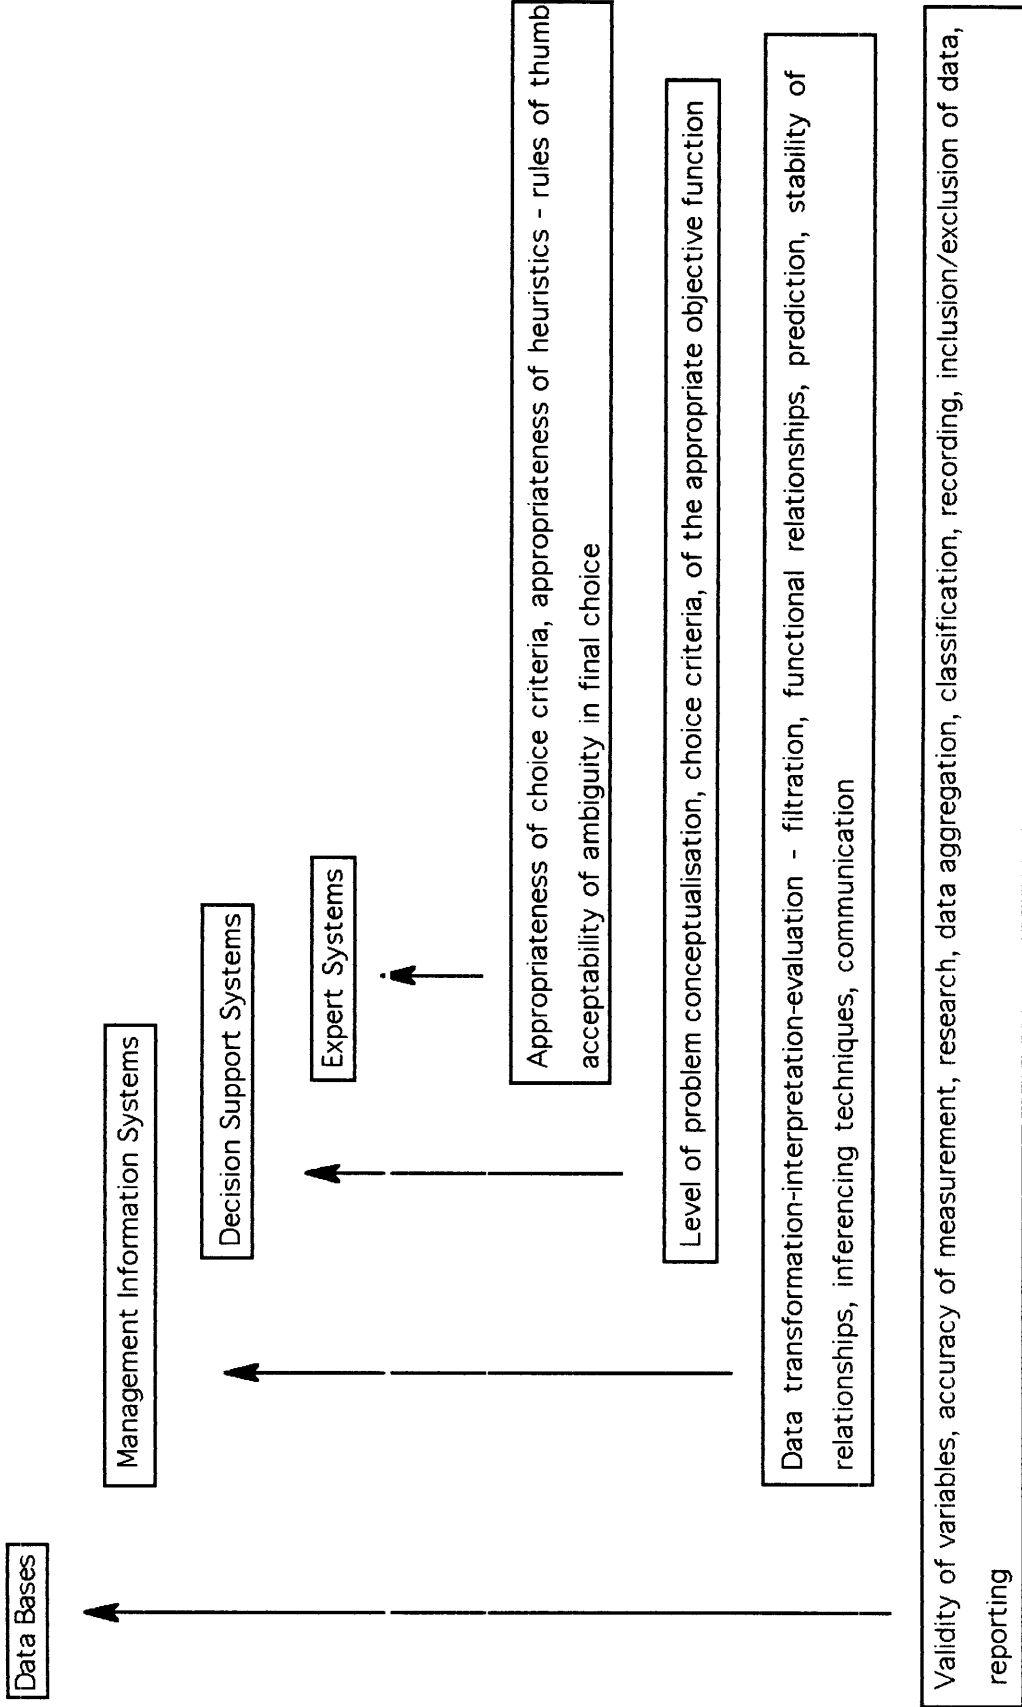 Data Bases
Management Information Systems
Decision Support Systems
Expert Systems
Appropriateness of choice criteria, appropriateness of heuristics - rules of thumb
acceptability of ambiguity in final choice
Level of problem conceptualisation, choice criteria, of the appropriate objective function
Data transformation-interpretation-evaluation - filtration, functional relationships, prediction, stability of
relationships, inferencing techniques, communication
Validity of variables, accuracy of measurement, research, data aggregation, classification, recording, inclusion/exclusion of data,
reporting